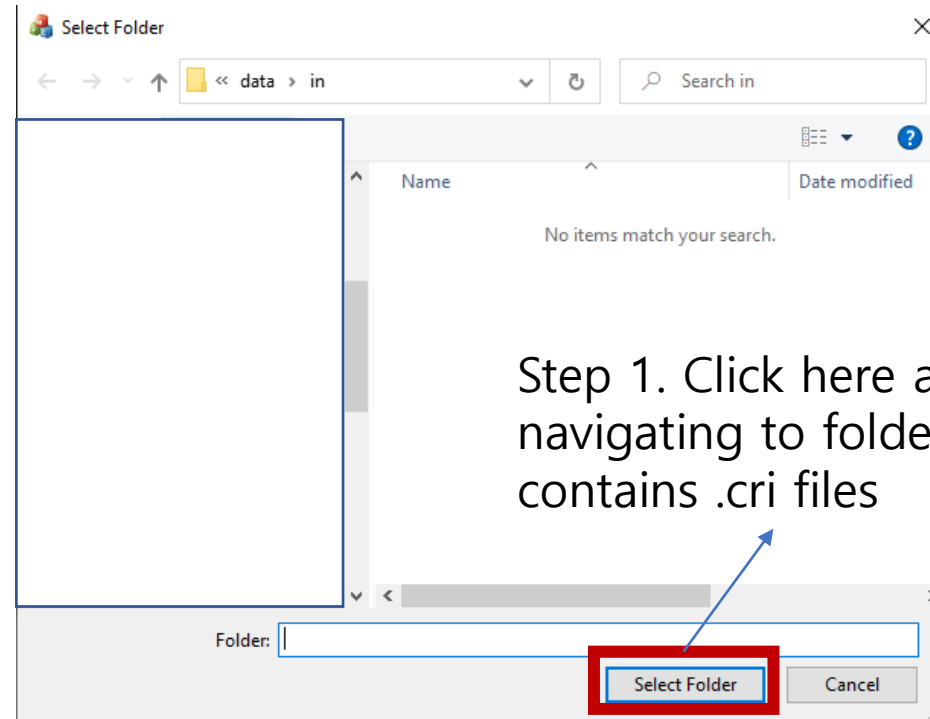 Select Folder
« data › in
Search in
Name
Date modified
No items match your search.
Step 1. Click here a
navigating to folde
contains .cri files
Folder:
Select Folder
Cancel